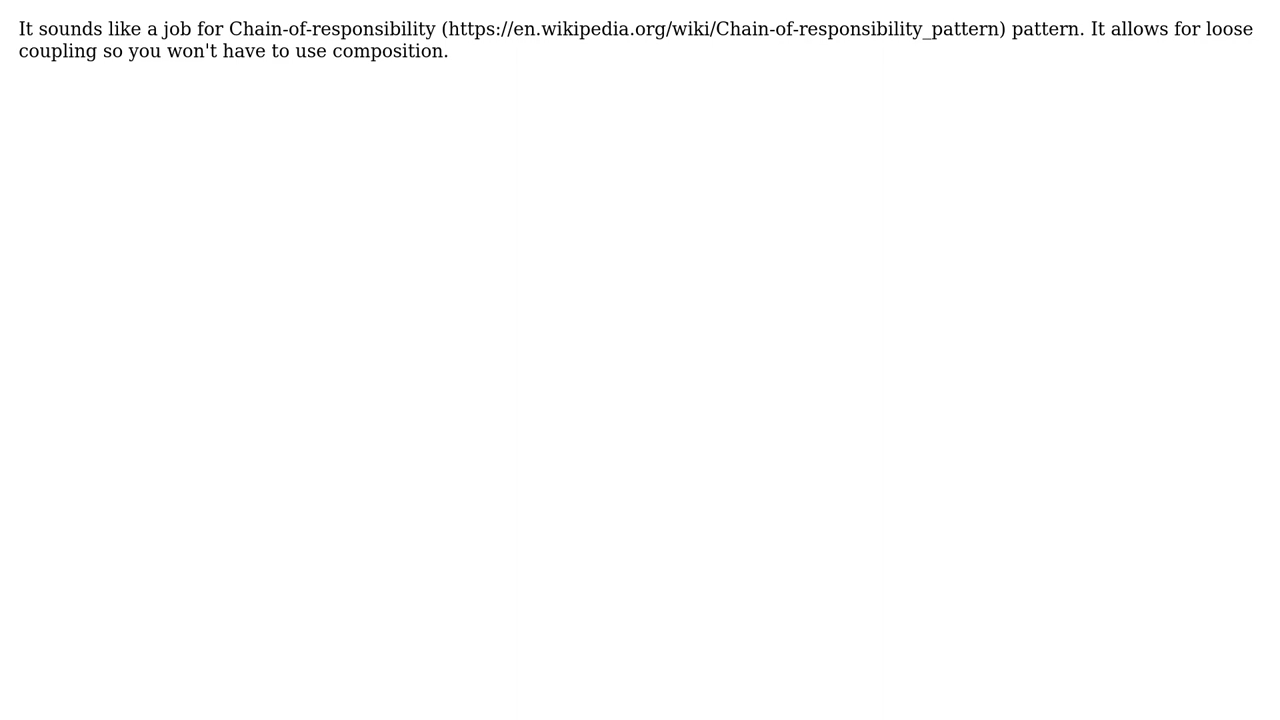 It sounds like a job for Chain-of-responsibility (https://en.wikipedia.org/wiki/Chain-of-responsibility_pattern) pattern. It allows for loose
coupling so you won't have to use composition.